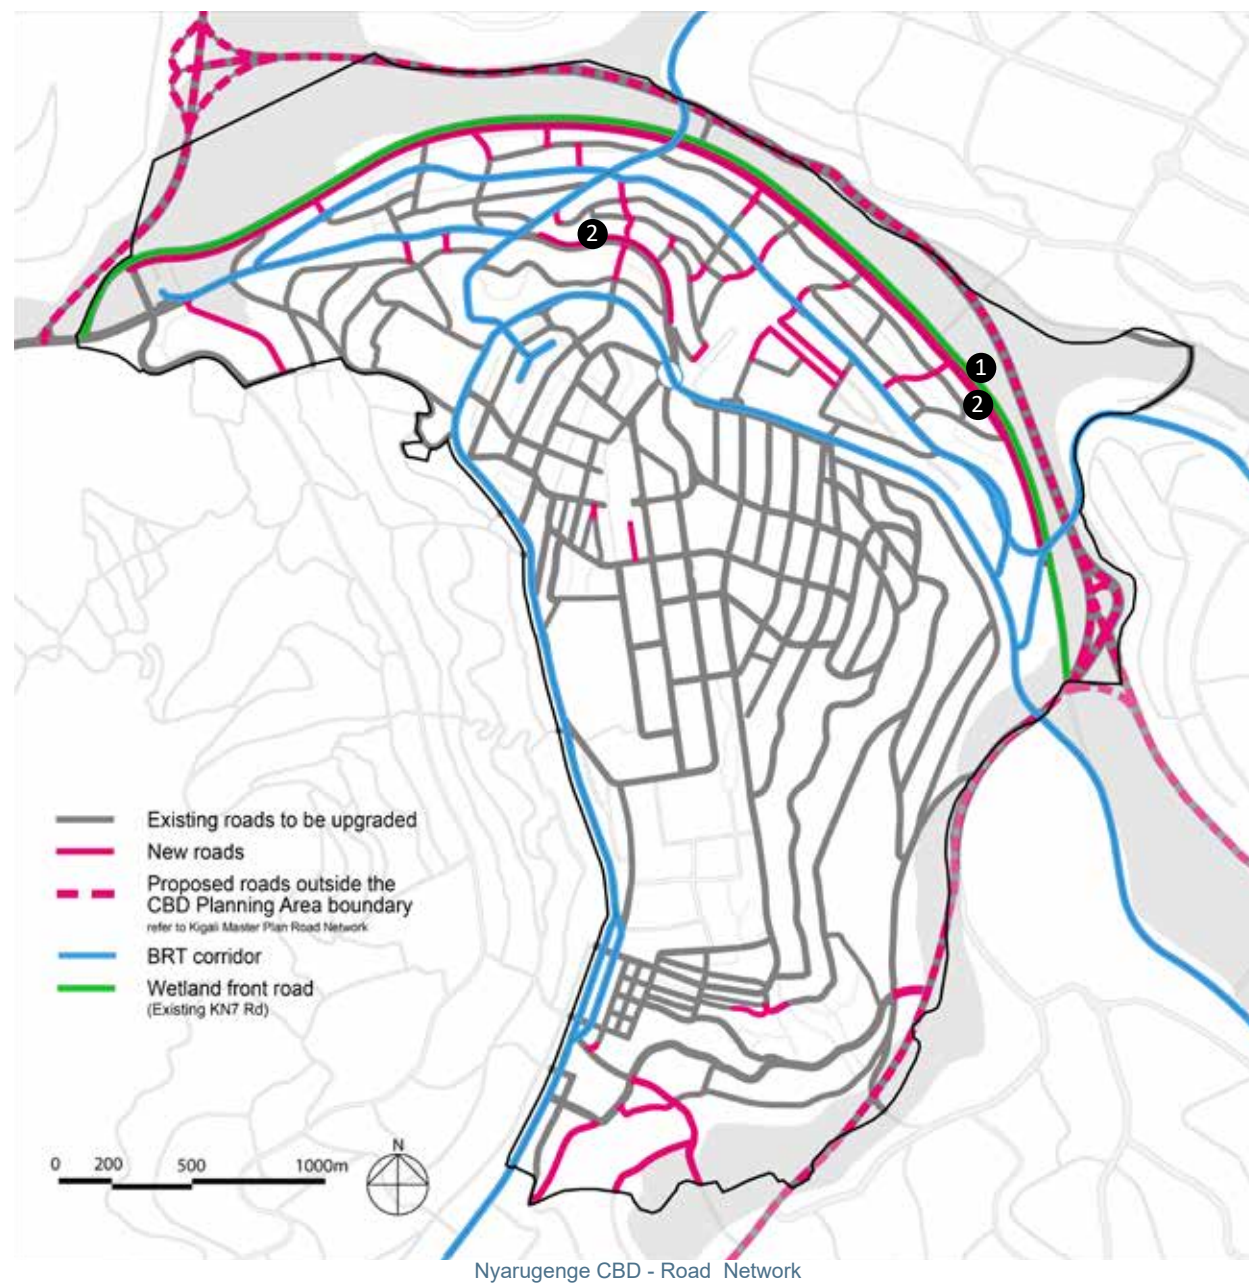 2
1
2
Existing roads to be upgraded
New roads
Proposed roads outside the
CBD Planning Area boundary
refer to Kigali Master Plan Road Network
BRT corridor
Wetland front road
(Existing KN7 Rd)
N
0 200 500 1000m
Nyarugenge CBD - Road Network